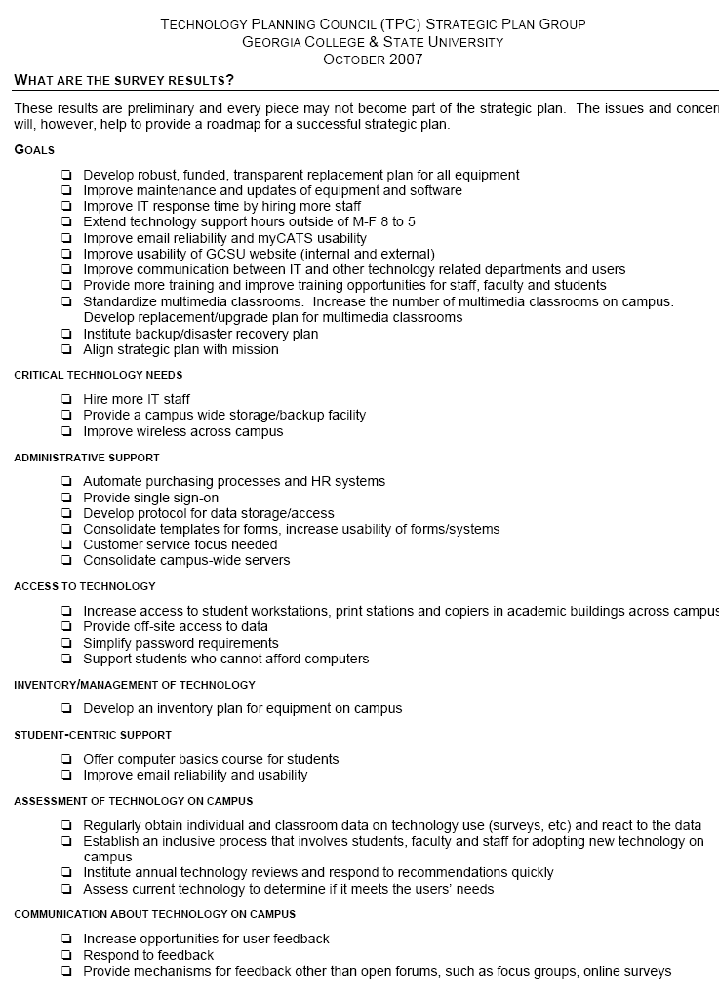 TECHNOLOGY PLANNING COUNCIL (TPC) STRATEGIC PLAN GROUP
GEORGIA COLLEGE & STATE UNIVERSITY
OCTOBER 2007
WHAT ARE THE SURVEY RESULTS?
These results are preliminary and every piece may not become part of the strategic plan. The issues and concer
will, however, help to provide a roadmap for a successful strategic plan.
GOALS
❑ Develop robust, funded, transparent replacement plan for all equipment
❑ Improve maintenance and updates of equipment and software
❑ Improve IT response time by hiring more staff
❑ Extend technology support hours outside of M-F 8 to 5
❑ Improve email reliability and myCATS usability
❑ Improve usability of GCSU website (internal and external)
❑ Improve communication between IT and other technology related departments and users
❑ Provide more training and improve training opportunities for staff, faculty and students
❑ Standardize multimedia classrooms. Increase the number of multimedia classrooms on campus.
Develop replacement/upgrade plan for multimedia classrooms
❑ Institute backup/disaster recovery plan
❑ Align strategic plan with mission
CRITICAL TECHNOLOGY NEEDS
❑ Hire more IT staff
❑ Provide a campus wide storage/backup facility
❑ Improve wireless across campus
ADMINISTRATIVE SUPPORT
❑ Automate purchasing processes and HR systems
❑ Provide single sign-on
❑ Develop protocol for data storage/access
❑ Consolidate templates for forms, increase usability of forms/systems
❑ Customer service focus needed
❑ Consolidate campus-wide servers
ACCESS TO TECHNOLOGY
❑ Increase access to student workstations, print stations and copiers in academic buildings across campus
❑ Provide off-site access to data
❑ Simplify password requirements
❑ Support students who cannot afford computers
INVENTORY/MANAGEMENT OF TECHNOLOGY
❑ Develop an inventory plan for equipment on campus
STUDENT-CENTRIC SUPPORT
❑ Offer computer basics course for students
❑ Improve email reliability and usability
ASSESSMENT OF TECHNOLOGY ON CAMPUS
❑ Regularly obtain individual and classroom data on technology use (surveys, etc) and react to the data
❑ Establish an inclusive process that involves students, faculty and staff for adopting new technology on
campus
❑ Institute annual technology reviews and respond to recommendations quickly
❑ Assess current technology to determine if it meets the users' needs
COMMUNICATION ABOUT TECHNOLOGY ON CAMPUS
❑ Increase opportunities for user feedback
❑ Respond to feedback
❑ Provide mechanisms for feedback other than open forums, such as focus groups, online surveys